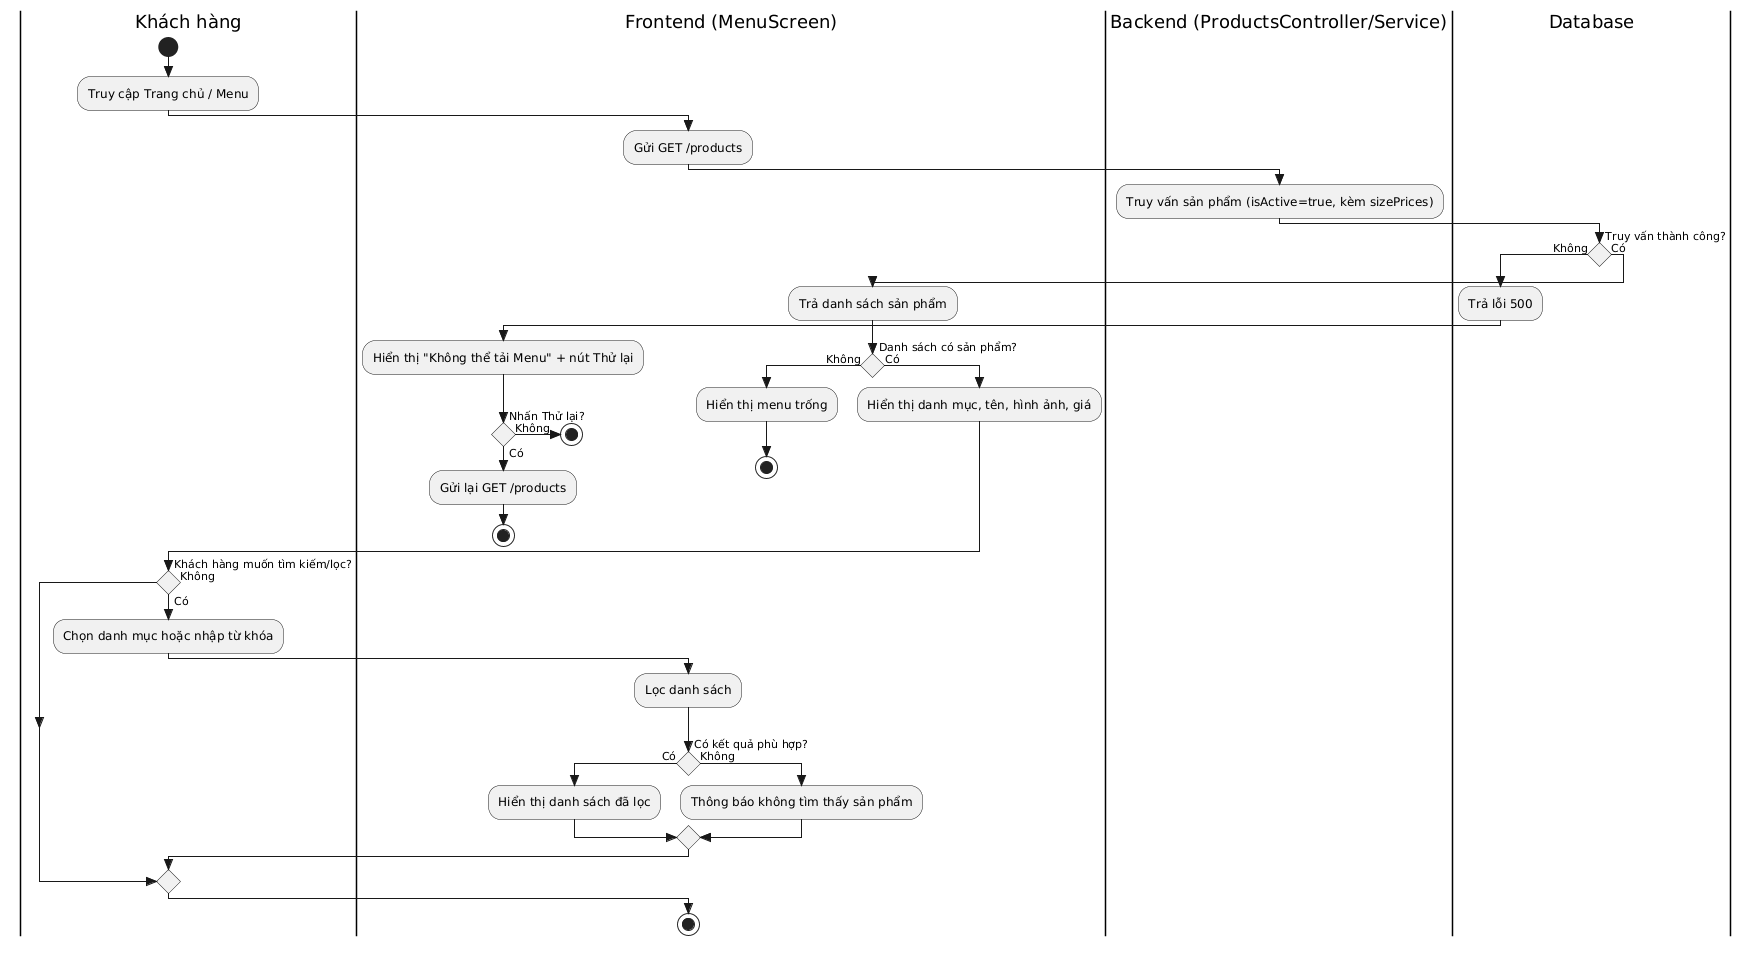 Khách hàng
Frontend (MenuScreen)
Backend (ProductsController/Service)
Database
Truy cập Trang chủ / Menu
Gửi GET /products
Truy vấn sản phẩm (isActive=true, kèm sizePrices)
Truy vấn thành công?
Không
Có
Trả danh sách sản phẩm
Trả lỗi 500
Hiển thị "Không thể tải Menu" + nút Thử lại
Danh sách có sản phẩm?
Không
Có
Hiển thị menu trống
Hiển thị danh mục, tên, hình ảnh, giá
Nhấn Thử lại?
Không
Có
Gửi lại GET /products
Khách hàng muốn tìm kiếm/lọc?
Không
Có
Chọn danh mục hoặc nhập từ khóa
Lọc danh sách
Có kết quả phù hợp?
Có
Không
Hiển thị danh sách đã lọc
Thông báo không tìm thấy sản phẩm